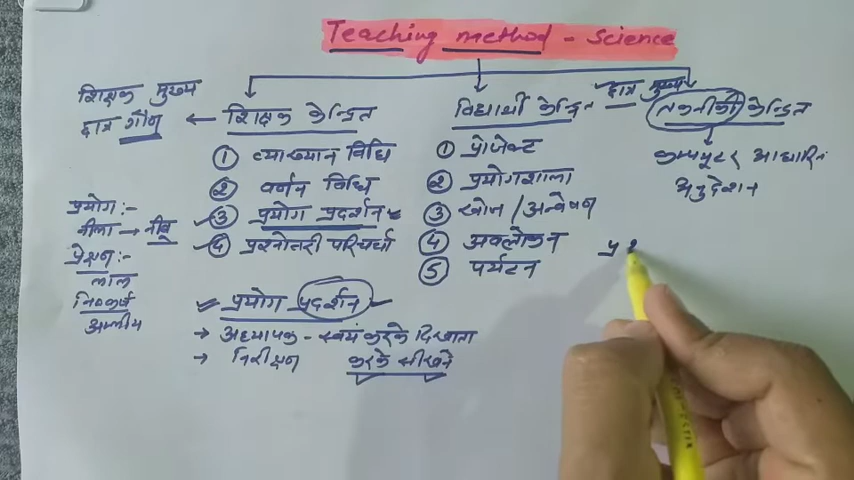 Teaching method - Science
शिक्षक मुख्य
छात्र गौण ← शिक्षक केन्द्रित
विद्यार्थी केन्द्रित छात्र मुख्य
तकनीकी केन्द्रित
① व्याख्यान विधि
② वर्णन विधि
③ प्रयोग प्रदर्शन
④ प्रश्नोतरी परिचर्चा
① प्रोजेक्ट
② प्रयोगशाला
③ खोज / अन्वेषण
④ अवलोकन
⑤ पर्यटन
कम्प्यूटर आधारित
अनुदेशन
प्रयोग:-
नीला → नींबू
प्रेक्षण:-
लाल
निष्कर्ष
अम्लीय
प्रयोग प्रदर्शन
→ अध्यापक - स्वयं करके दिखाता
→ निरीक्षण करके सीखने